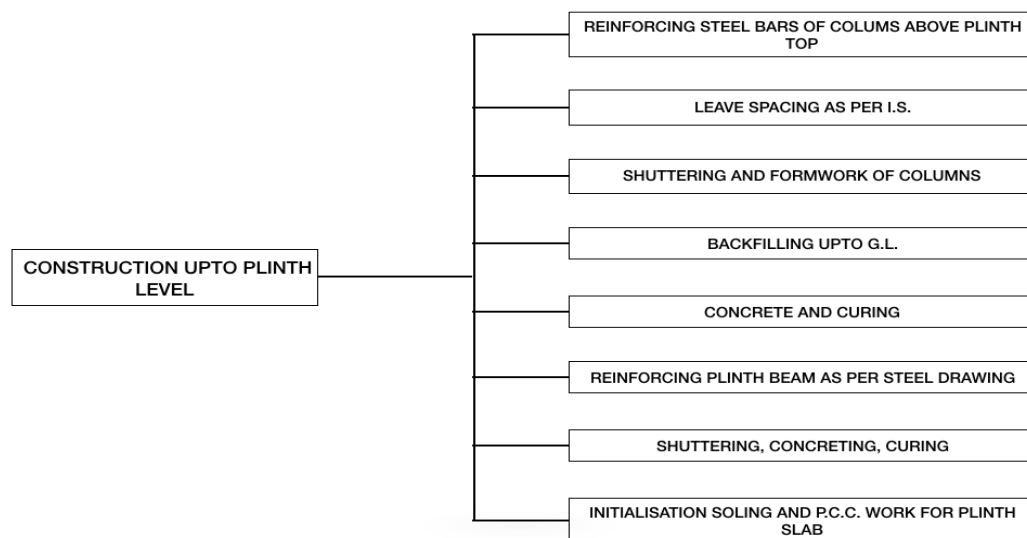 REINFORCING STEEL BARS OF COLUMS ABOVE PLINTH
TOP
LEAVE SPACING AS PER I.S.
SHUTTERING AND FORMWORK OF COLUMNS
BACKFILLING UPTO G.L.
CONSTRUCTION UPTO PLINTH
LEVEL
CONCRETE AND CURING
REINFORCING PLINTH BEAM AS PER STEEL DRAWING
SHUTTERING, CONCRETING, CURING
INITIALISATION SOLING AND P.C.C. WORK FOR PLINTH
SLAB